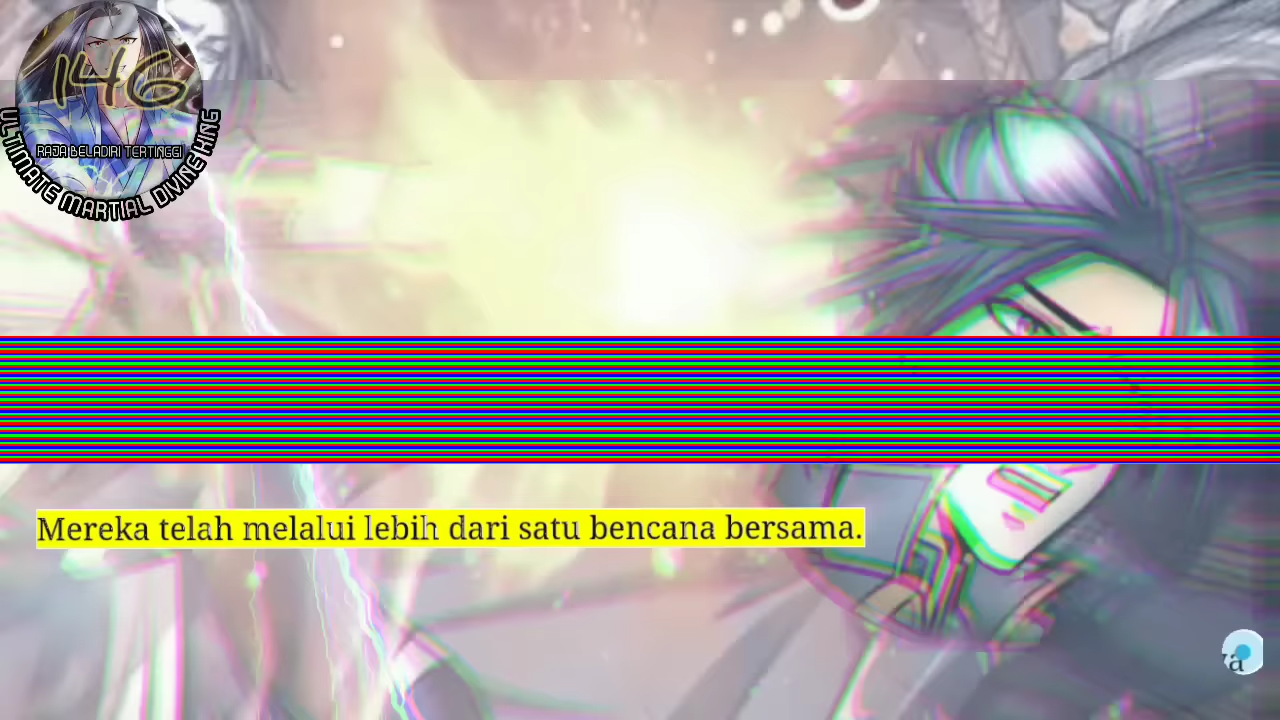 146
RAJA BELADIRI TERTINGGI
ULTIMATE MARTIAL DIVINE KING
Mereka telah melalui lebih dari satu bencana bersama.